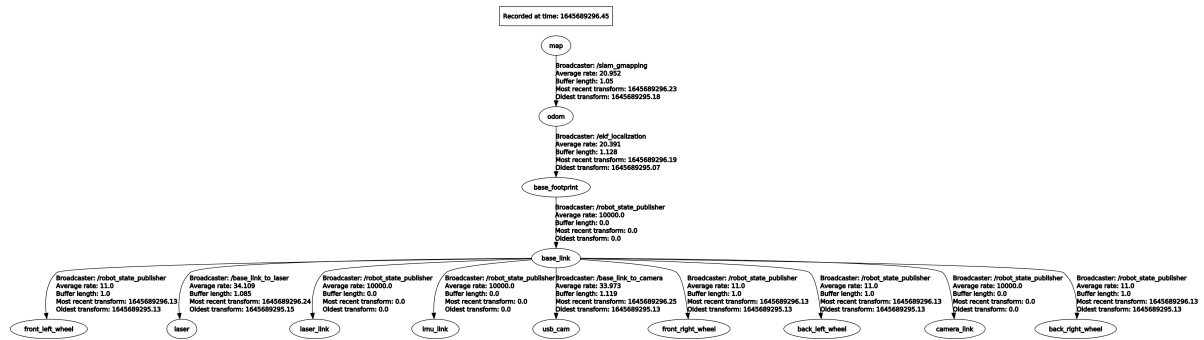 Recorded at time: 1645689296.45
map
Broadcaster: /slam_gmapping
Average rate: 20.952
Buffer length: 1.05
Most recent transform: 1645689296.23
Oldest transform: 1645689295.18
odom
Broadcaster: /ekf_localization
Average rate: 20.391
Buffer length: 1.128
Most recent transform: 1645689296.19
Oldest transform: 1645689295.07
base_footprint
Broadcaster: /robot_state_publisher
Average rate: 10000.0
Buffer length: 0.0
Most recent transform: 0.0
Oldest transform: 0.0
base_link
Broadcaster: /robot_state_publisher
Average rate: 11.0
Buffer length: 1.0
Most recent transform: 1645689296.13
Oldest transform: 1645689295.13
front_left_wheel
Broadcaster: /base_link_to_laser
Average rate: 34.109
Buffer length: 1.085
Most recent transform: 1645689296.24
Oldest transform: 1645689295.15
laser
Broadcaster: /robot_state_publisher
Average rate: 10000.0
Buffer length: 0.0
Most recent transform: 0.0
Oldest transform: 0.0
laser_link
Broadcaster: /robot_state_publisher
Average rate: 10000.0
Buffer length: 0.0
Most recent transform: 0.0
Oldest transform: 0.0
imu_link
Broadcaster: /base_link_to_camera
Average rate: 33.973
Buffer length: 1.119
Most recent transform: 1645689296.25
Oldest transform: 1645689295.13
usb_cam
Broadcaster: /robot_state_publisher
Average rate: 11.0
Buffer length: 1.0
Most recent transform: 1645689296.13
Oldest transform: 1645689295.13
front_right_wheel
Broadcaster: /robot_state_publisher
Average rate: 11.0
Buffer length: 1.0
Most recent transform: 1645689296.13
Oldest transform: 1645689295.13
back_left_wheel
Broadcaster: /robot_state_publisher
Average rate: 10000.0
Buffer length: 0.0
Most recent transform: 0.0
Oldest transform: 0.0
camera_link
Broadcaster: /robot_state_publisher
Average rate: 11.0
Buffer length: 1.0
Most recent transform: 1645689296.13
Oldest transform: 1645689295.13
back_right_wheel